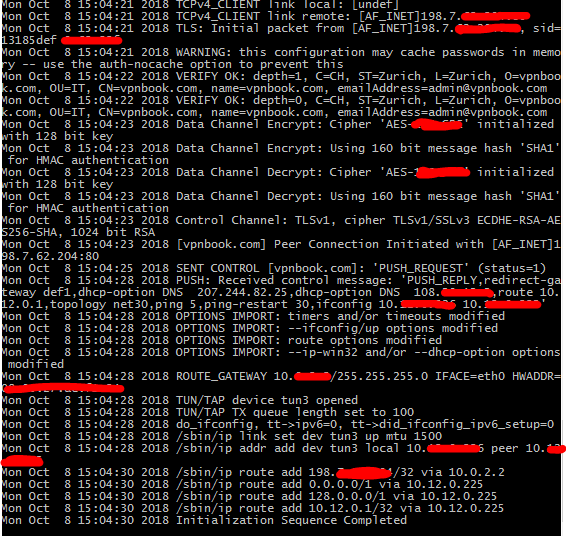 Mon Oct  8 15:04:21 2018 TCPv4_CLIENT link local: [undef]
Mon Oct  8 15:04:21 2018 TCPv4_CLIENT link remote: [AF_INET]198.7.
Mon Oct  8 15:04:21 2018 TLS: Initial packet from [AF_INET]198.7. , sid=
13185def
Mon Oct  8 15:04:21 2018 WARNING: this configuration may cache passwords in memo
ry -- use the auth-nocache option to prevent this
Mon Oct  8 15:04:22 2018 VERIFY OK: depth=1, C=CH, ST=Zurich, L=Zurich, O=vpnboo
k.com, OU=IT, CN=vpnbook.com, name=vpnbook.com, emailAddress=admin@vpnbook.com
Mon Oct  8 15:04:22 2018 VERIFY OK: depth=0, C=CH, ST=Zurich, L=Zurich, O=vpnboo
k.com, OU=IT, CN=vpnbook.com, name=vpnbook.com, emailAddress=admin@vpnbook.com
Mon Oct  8 15:04:23 2018 Data Channel Encrypt: Cipher 'AES- ' initialized
with 128 bit key
Mon Oct  8 15:04:23 2018 Data Channel Encrypt: Using 160 bit message hash 'SHA1'
 for HMAC authentication
Mon Oct  8 15:04:23 2018 Data Channel Decrypt: Cipher 'AES- ' initialized
with 128 bit key
Mon Oct  8 15:04:23 2018 Data Channel Decrypt: Using 160 bit message hash 'SHA1'
 for HMAC authentication
Mon Oct  8 15:04:23 2018 Control Channel: TLSv1, cipher TLSv1/SSLv3 ECDHE-RSA-AE
S256-SHA, 1024 bit RSA
Mon Oct  8 15:04:23 2018 [vpnbook.com] Peer Connection Initiated with [AF_INET]1
98.7.62.204:80
Mon Oct  8 15:04:25 2018 SENT CONTROL [vpnbook.com]: 'PUSH_REQUEST' (status=1)
Mon Oct  8 15:04:28 2018 PUSH: Received control message: 'PUSH_REPLY,redirect-ga
teway def1,dhcp-option DNS  207.244.82.25,dhcp-option DNS  108. ,route 10.
12.0.1,topology net30,ping 5,ping-restart 30,ifconfig 10. 10. '
Mon Oct  8 15:04:28 2018 OPTIONS IMPORT: timers and/or timeouts modified
Mon Oct  8 15:04:28 2018 OPTIONS IMPORT: --ifconfig/up options modified
Mon Oct  8 15:04:28 2018 OPTIONS IMPORT: route options modified
Mon Oct  8 15:04:28 2018 OPTIONS IMPORT: --ip-win32 and/or --dhcp-option options
 modified
Mon Oct  8 15:04:28 2018 ROUTE_GATEWAY 10. /255.255.255.0 IFACE=eth0 HWADDR=
Mon Oct  8 15:04:28 2018 TUN/TAP device tun3 opened
Mon Oct  8 15:04:28 2018 TUN/TAP TX queue length set to 100
Mon Oct  8 15:04:28 2018 do_ifconfig, tt->ipv6=0, tt->did_ifconfig_ipv6_setup=0
Mon Oct  8 15:04:28 2018 /sbin/ip link set dev tun3 up mtu 1500
Mon Oct  8 15:04:28 2018 /sbin/ip addr add dev tun3 local 10. peer 10.
Mon Oct  8 15:04:30 2018 /sbin/ip route add 198. /32 via 10.0.2.2
Mon Oct  8 15:04:30 2018 /sbin/ip route add 0.0.0.0/1 via 10.12.0.225
Mon Oct  8 15:04:30 2018 /sbin/ip route add 128.0.0.0/1 via 10.12.0.225
Mon Oct  8 15:04:30 2018 /sbin/ip route add 10.12.0.1/32 via 10.12.0.225
Mon Oct  8 15:04:30 2018 Initialization Sequence Completed